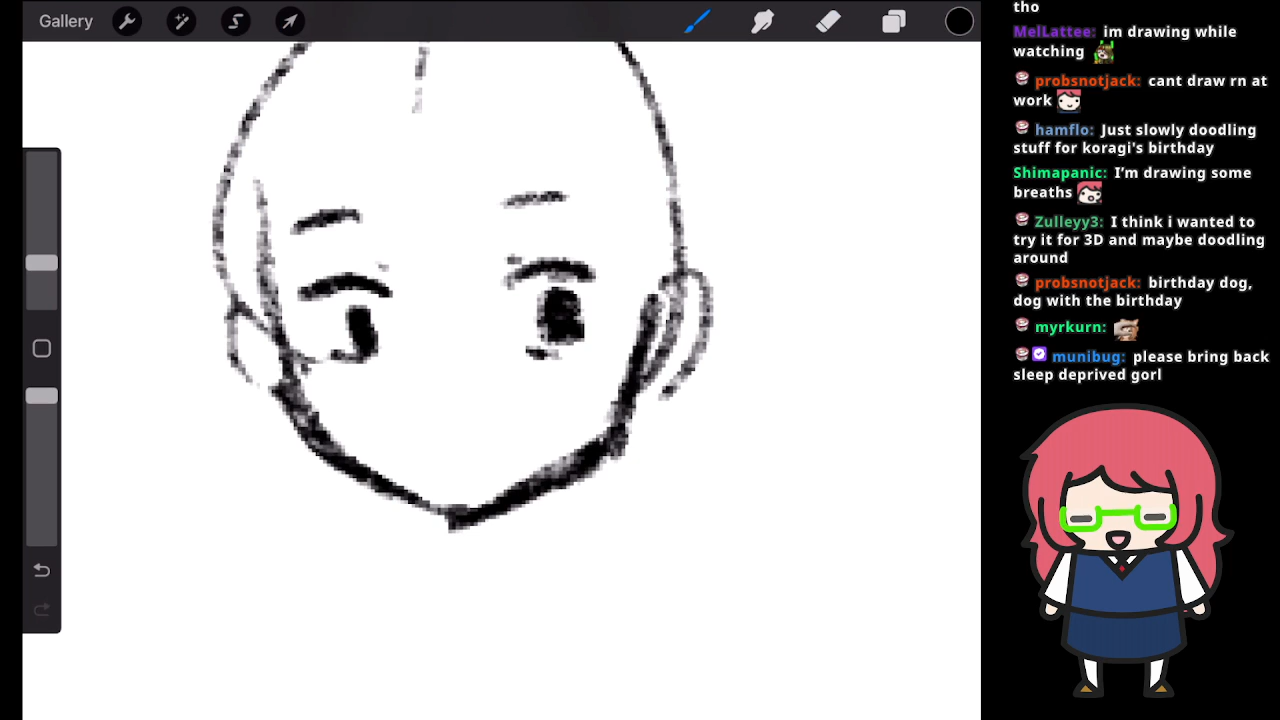 Gallery
tho
MelLattee: im drawing while
watching
probsnotjack: cant draw rn at
work
hamflo: Just slowly doodling
stuff for koragi's birthday
Shimapanic: I'm drawing some
breaths
Zulleyy3: I think i wanted to
try it for 3D and maybe doodling
around
probsnotjack: birthday dog,
dog with the birthday
myrkurn:
munibug: please bring back
sleep deprived gorl